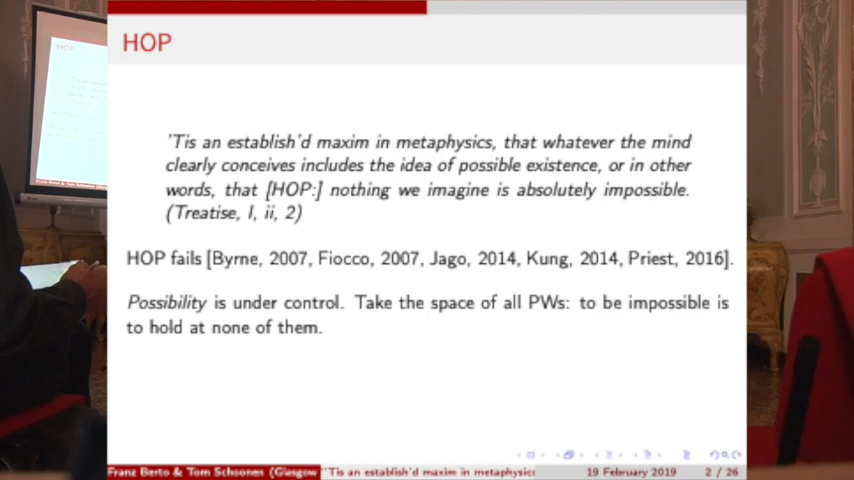 HOP
'Tis an establish'd maxim in metaphysics, that whatever the mind
clearly conceives includes the idea of possible existence, or in other
words, that [HOP:] nothing we imagine is absolutely impossible.
(Treatise, I, ii, 2)
HOP fails [Byrne, 2007, Fiocco, 2007, Jago, 2014, Kung, 2014, Priest, 2016].
Possibility is under control. Take the space of all PWs: to be impossible is
to hold at none of them.
Franz Berto & Tom Schoonen (Glasgow 'Tis an establish'd maxim in metaphysics 19 February 2019 2 / 26
HOP